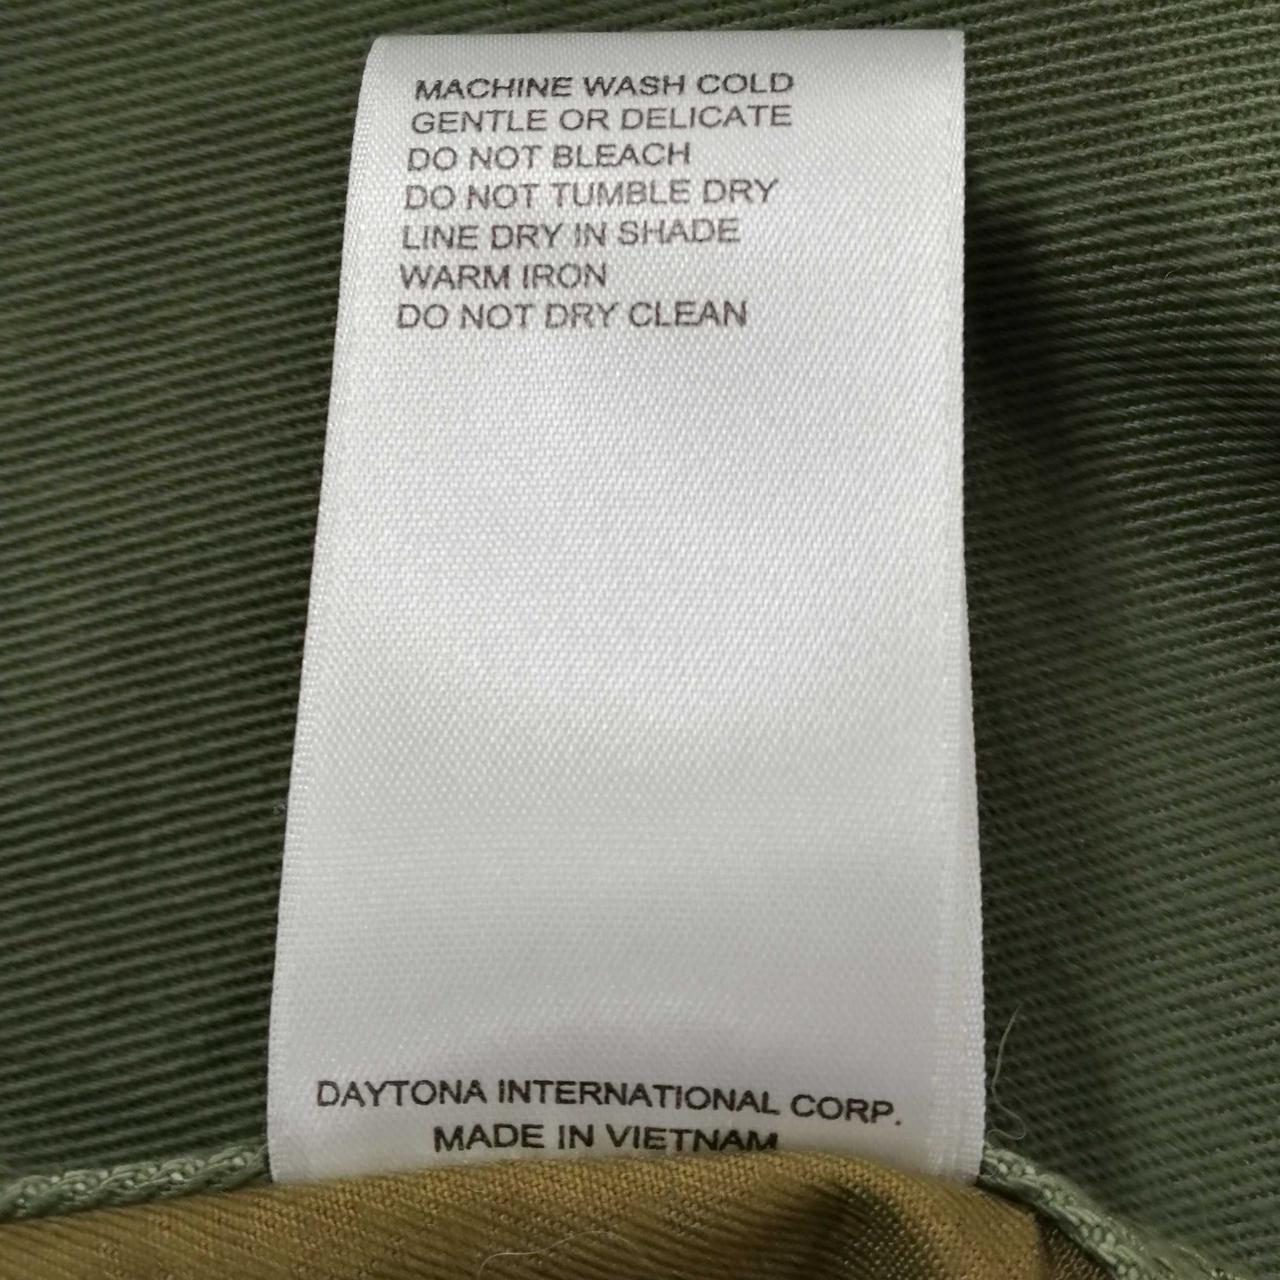 MACHINE WASH COLD
GENTLE OR DELICATE
DO NOT BLEACH
DO NOT TUMBLE DRY
LINE DRY IN SHADE
WARM IRON
DO NOT DRY CLEAN
DAYTONA INTERNATIONAL CORP.
MADE IN VIETNAM